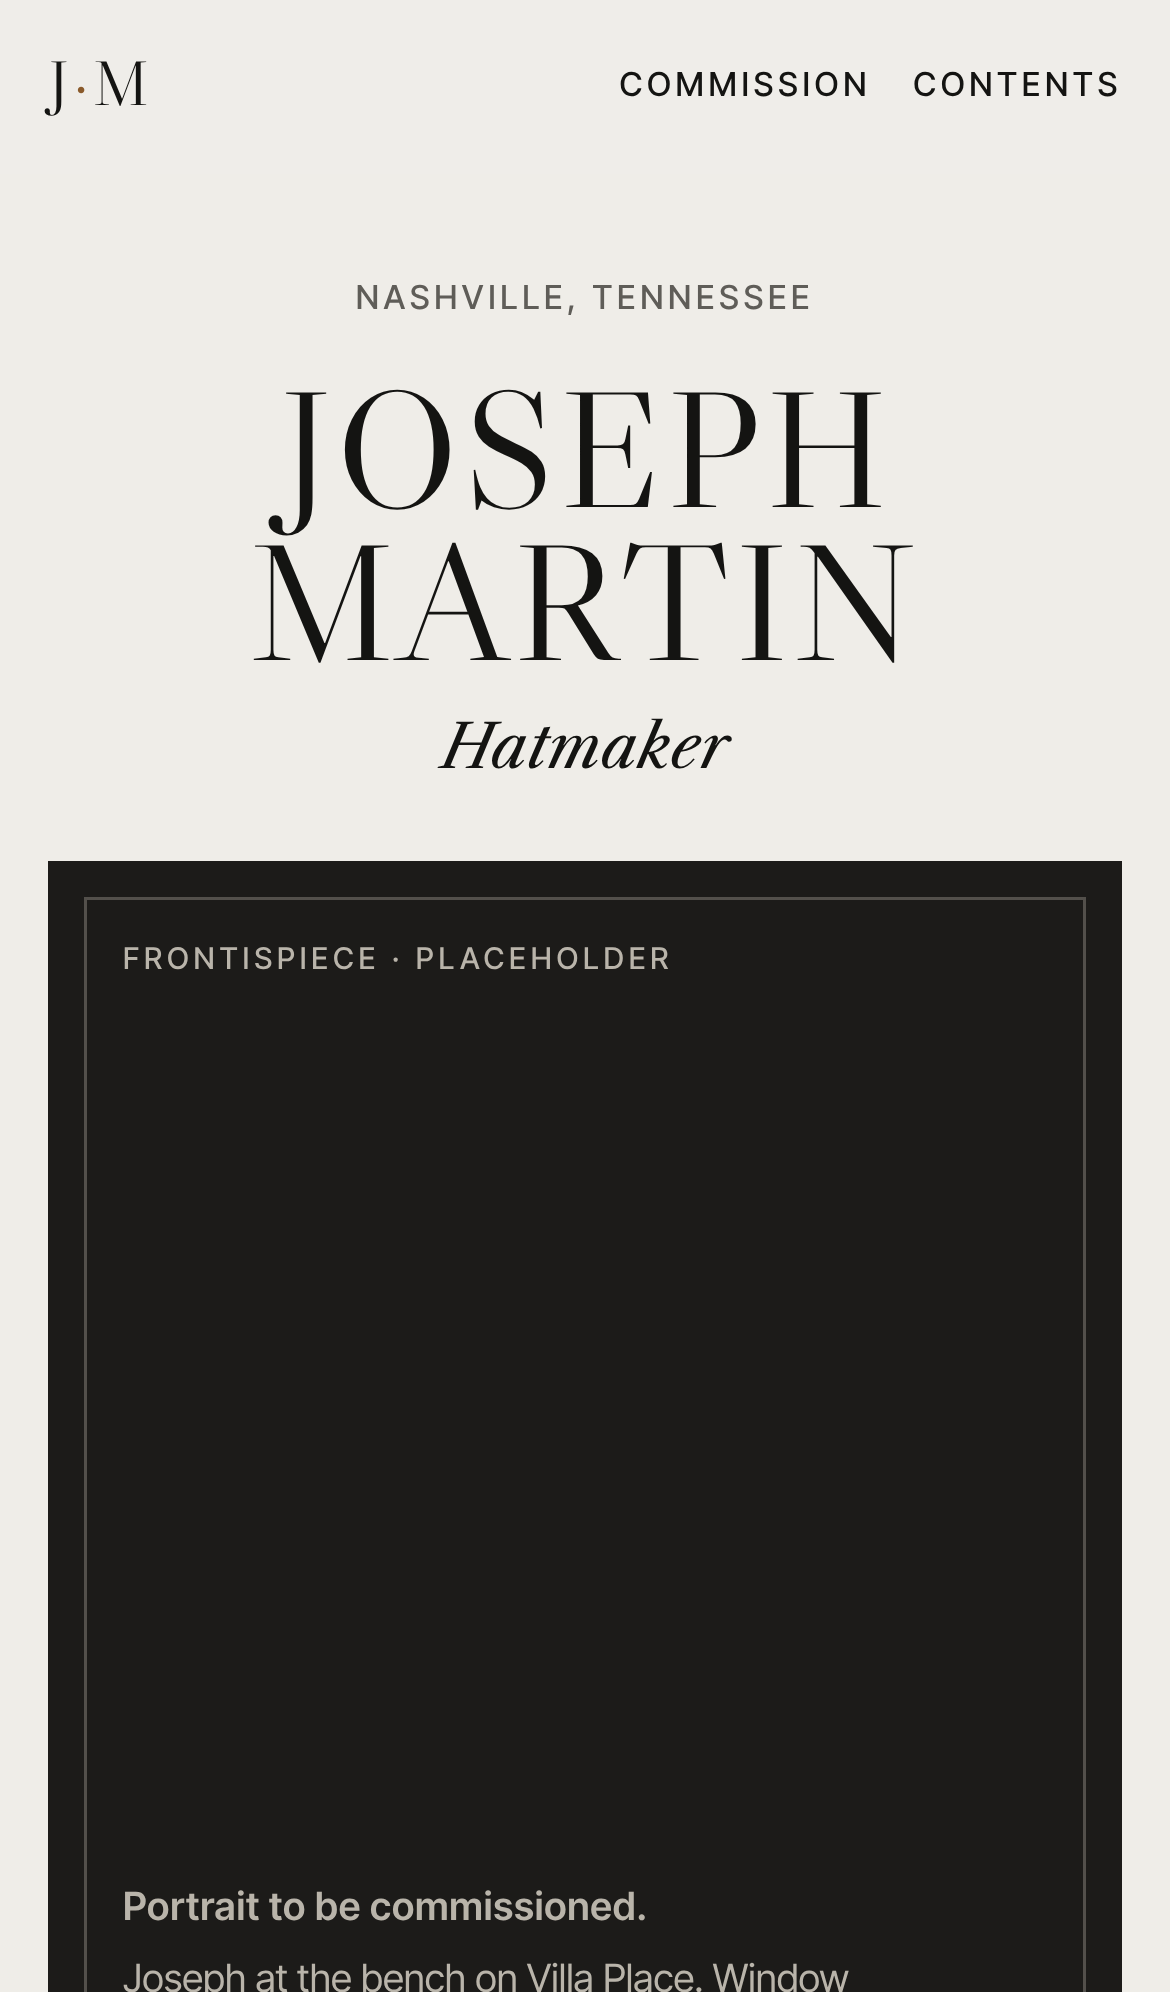 J·M
COMMISSION CONTENTS
NASHVILLE, TENNESSEE
JOSEPH
MARTIN
Hatmaker
FRONTISPIECE · PLACEHOLDER
Portrait to be commissioned.
Joseph at the bench on Villa Place. Window